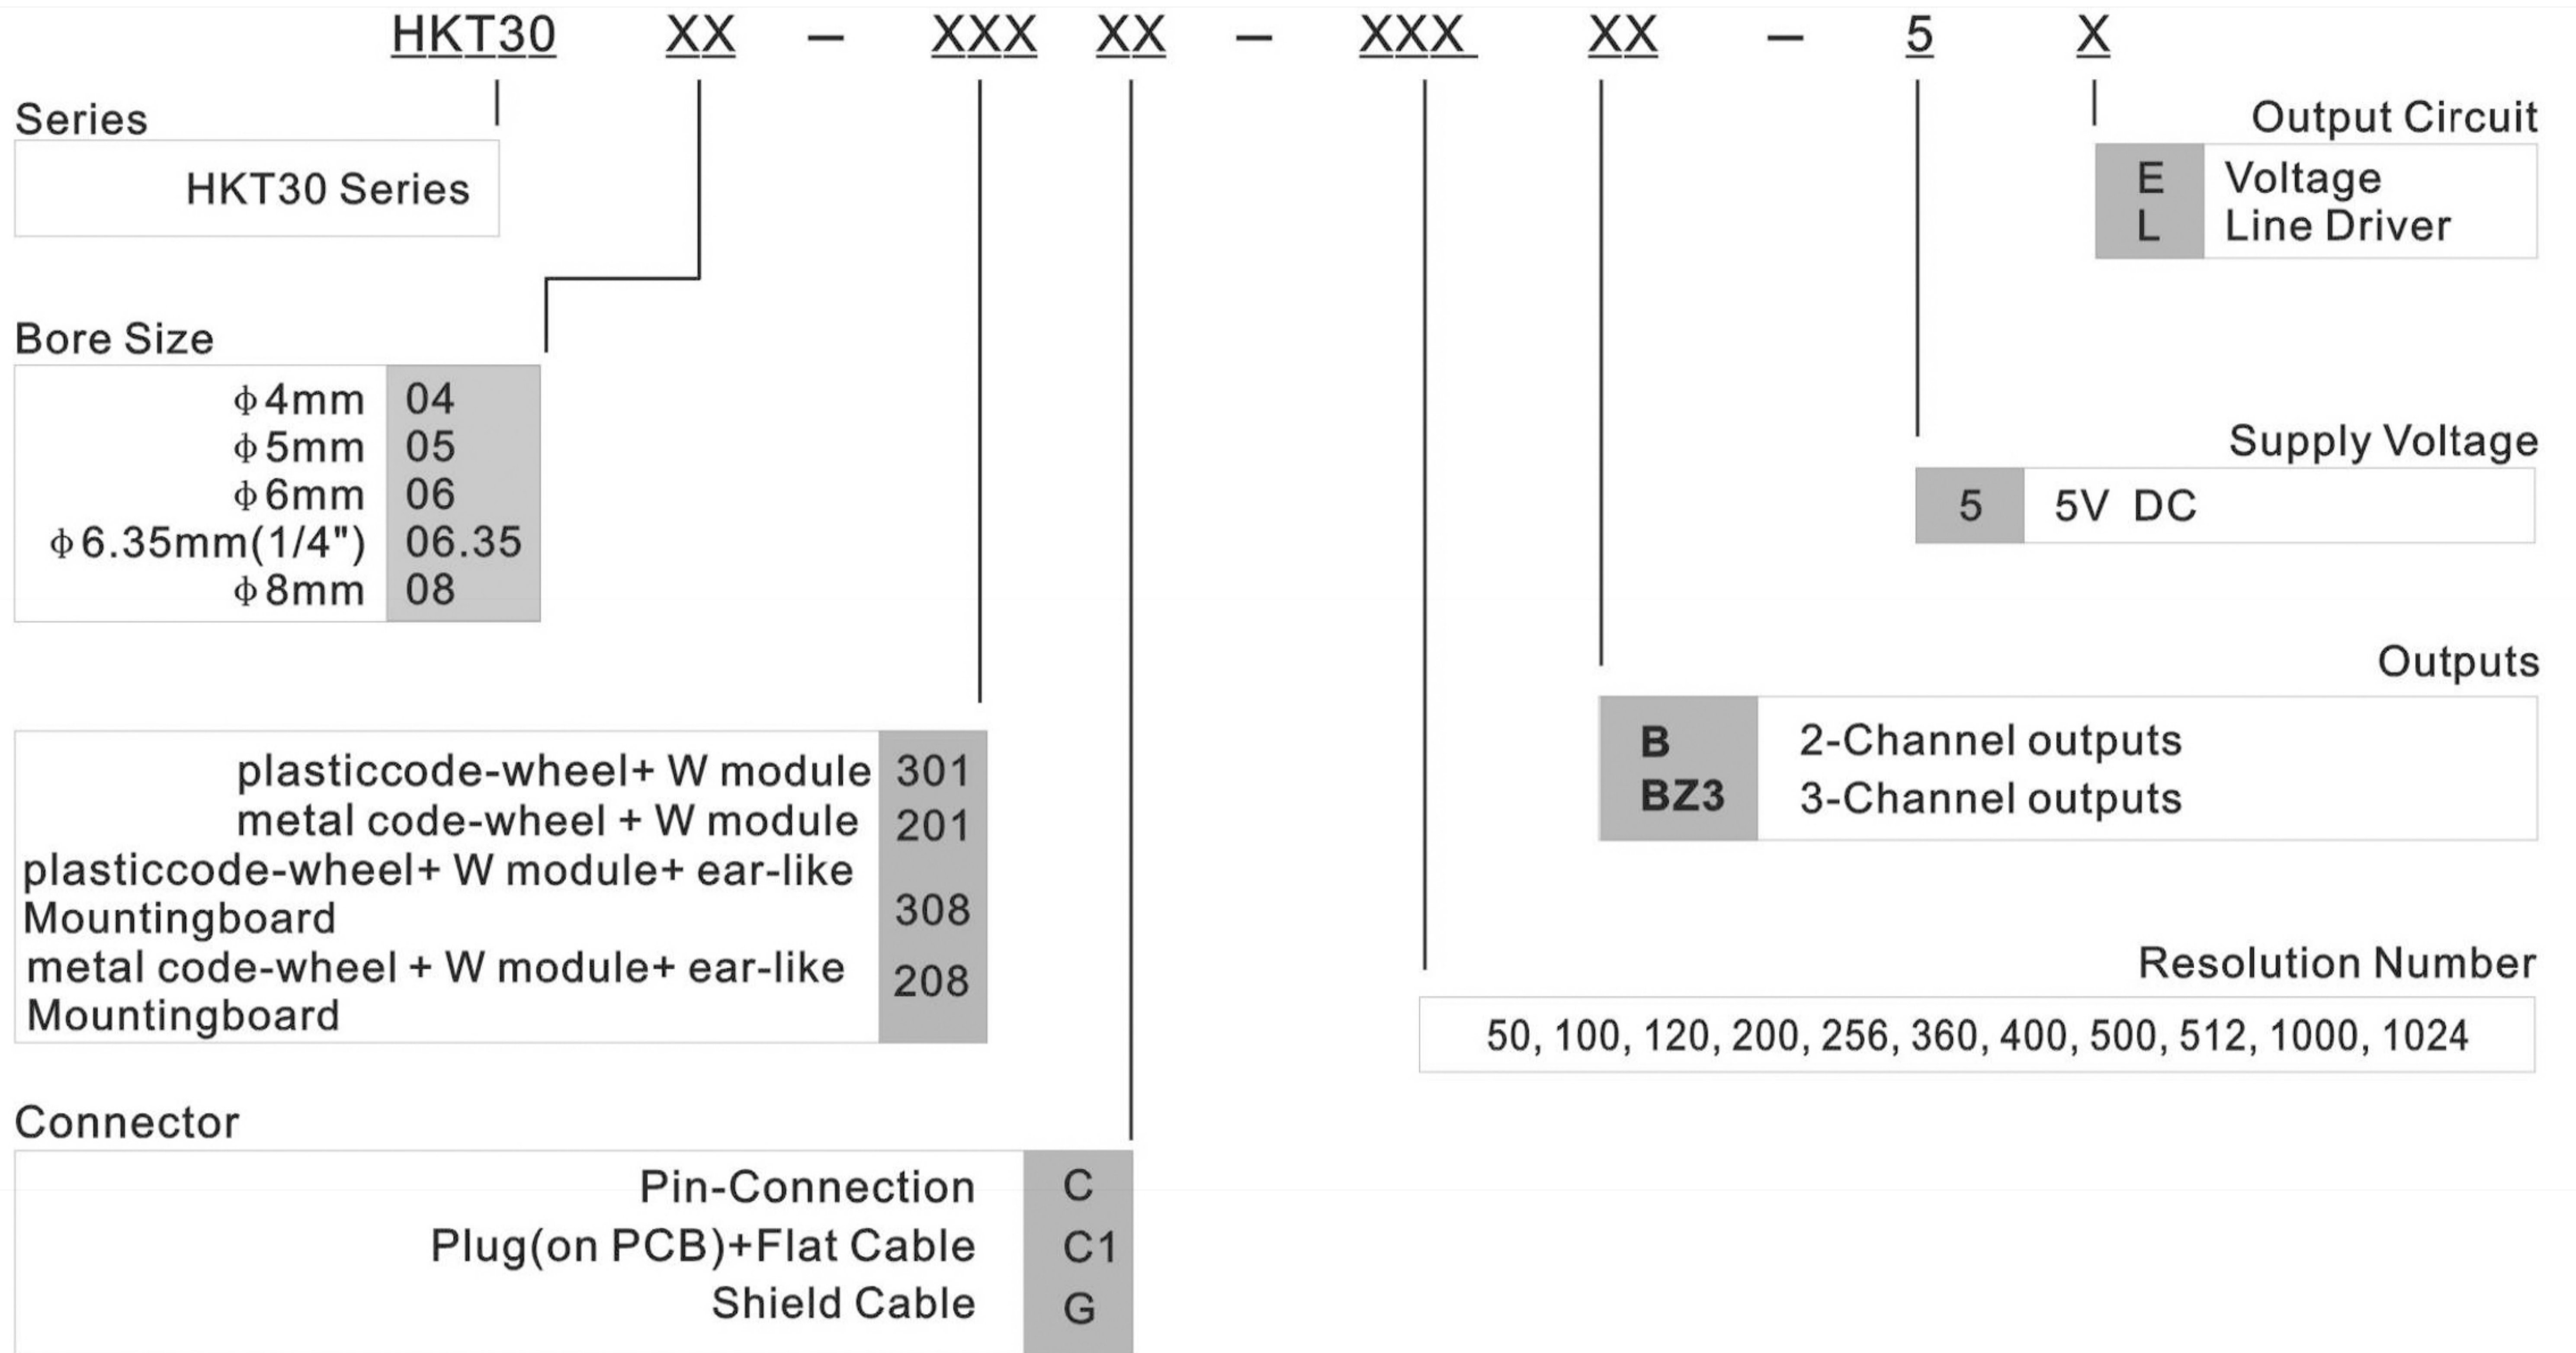 HKT30 XX – XXX XX – XXX XX – 5 X
Series
HKT30 Series
Bore Size
ϕ4mm 04
ϕ5mm 05
ϕ6mm 06
ϕ6.35mm(1/4") 06.35
ϕ8mm 08
plasticcode-wheel+ W module 301
metal code-wheel + W module 201
plasticcode-wheel+ W module+ ear-like
Mountingboard 308
metal code-wheel + W module+ ear-like 208
Mountingboard
Connector
Pin-Connection C
Plug(on PCB)+Flat Cable C1
Shield Cable G
Output Circuit
E Voltage
L Line Driver
Supply Voltage
5 5V DC
Outputs
B 2-Channel outputs
BZ3 3-Channel outputs
Resolution Number
50, 100, 120, 200, 256, 360, 400, 500, 512, 1000, 1024